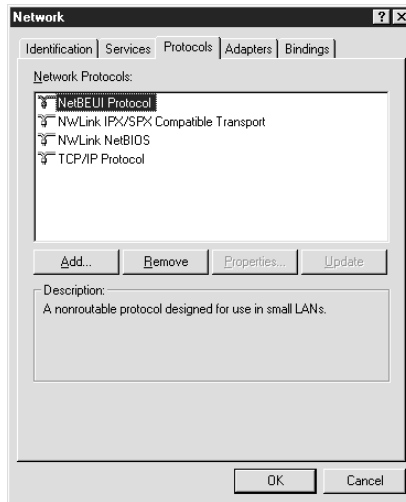 Network
Identification Services Protocols Adapters Bindings
Network Protocols:
NetBEUI Protocol
NWLink IPX/SPX Compatible Transport
NWLink NetBIOS
TCP/IP Protocol
Add... Remove Properties... Update
Description:
A nonroutable protocol designed for use in small LANs.
OK Cancel